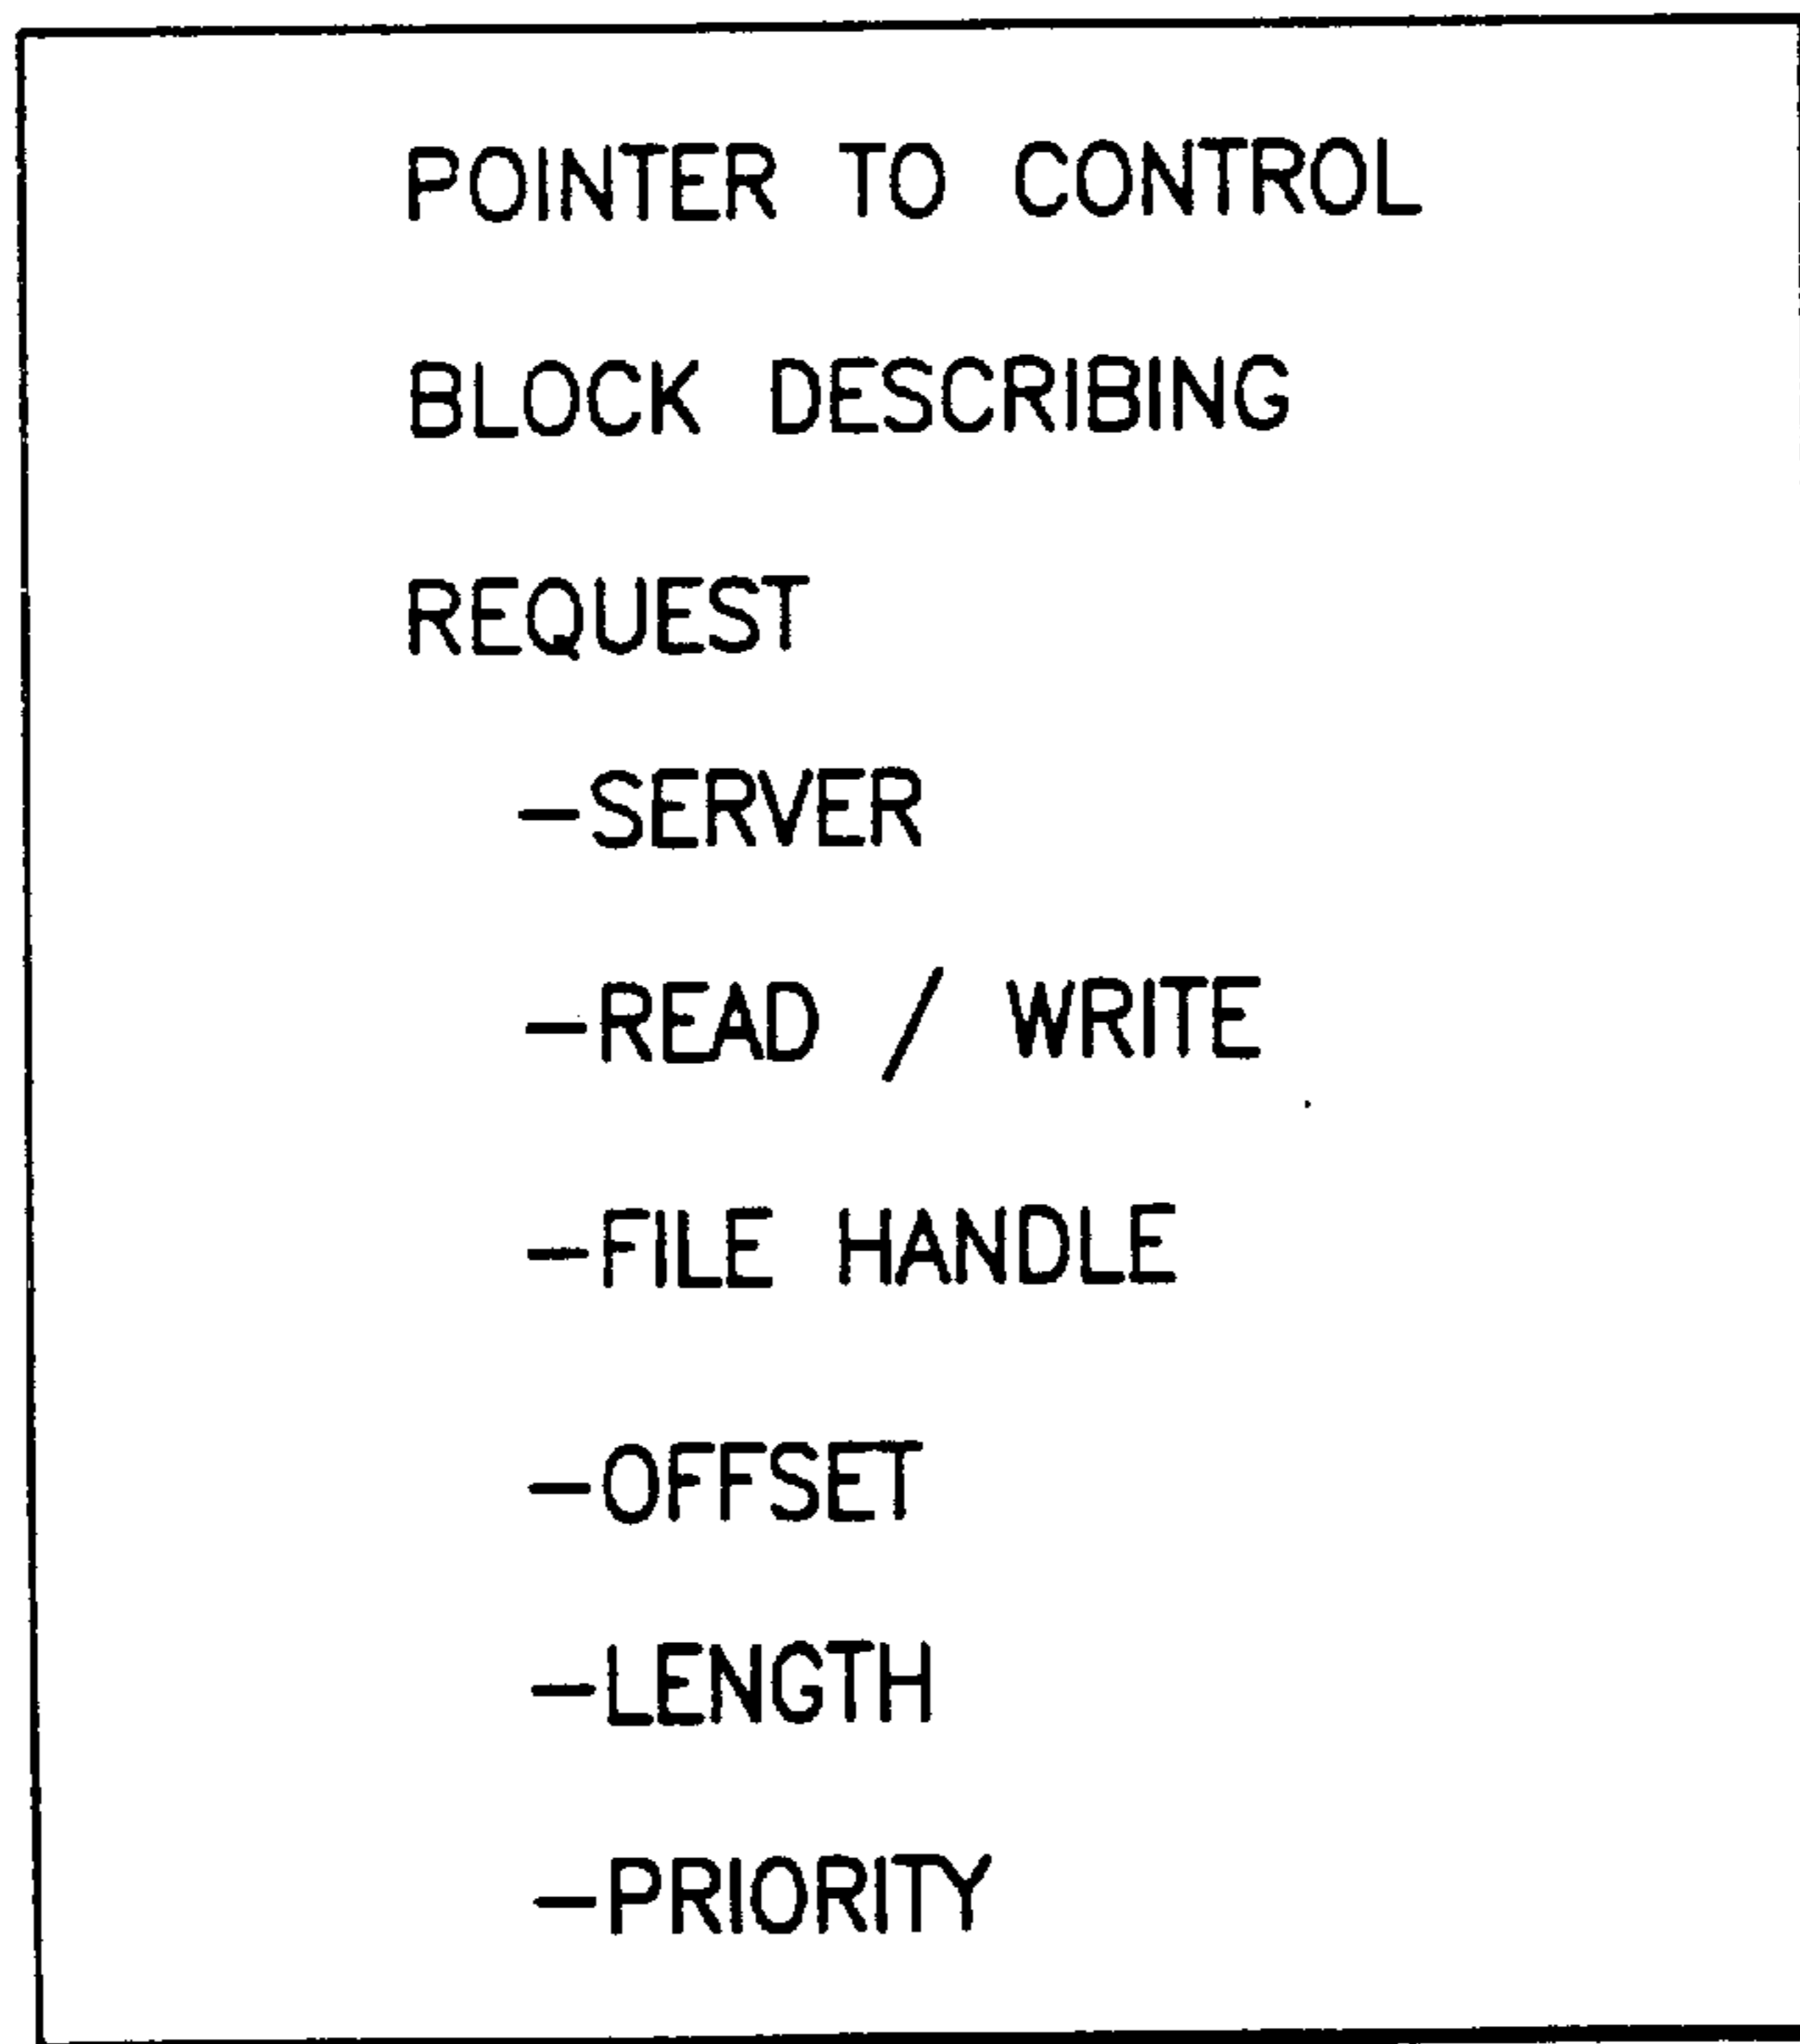 POINTER TO CONTROL
BLOCK DESCRIBING
REQUEST
-SERVER
-READ / WRITE
-FILE HANDLE
-OFFSET
-LENGTH
-PRIORITY